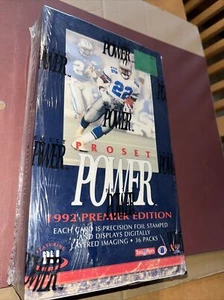 POWER
22
POWER
PROSET
POWER
1992 PREMIER EDITION
EACH CARD IS PRECISION FOIL STAMPED
AND DISPLAYS DIGITALLY
LAYERED IMAGING • 36 PACKS